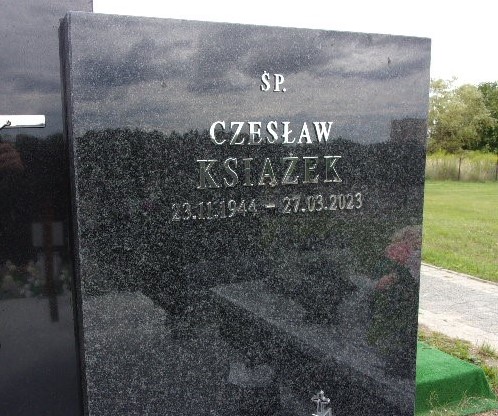 ŚP.
CZESŁAW
KSIĄŻEK
23.11.1944 - 27.03.2023